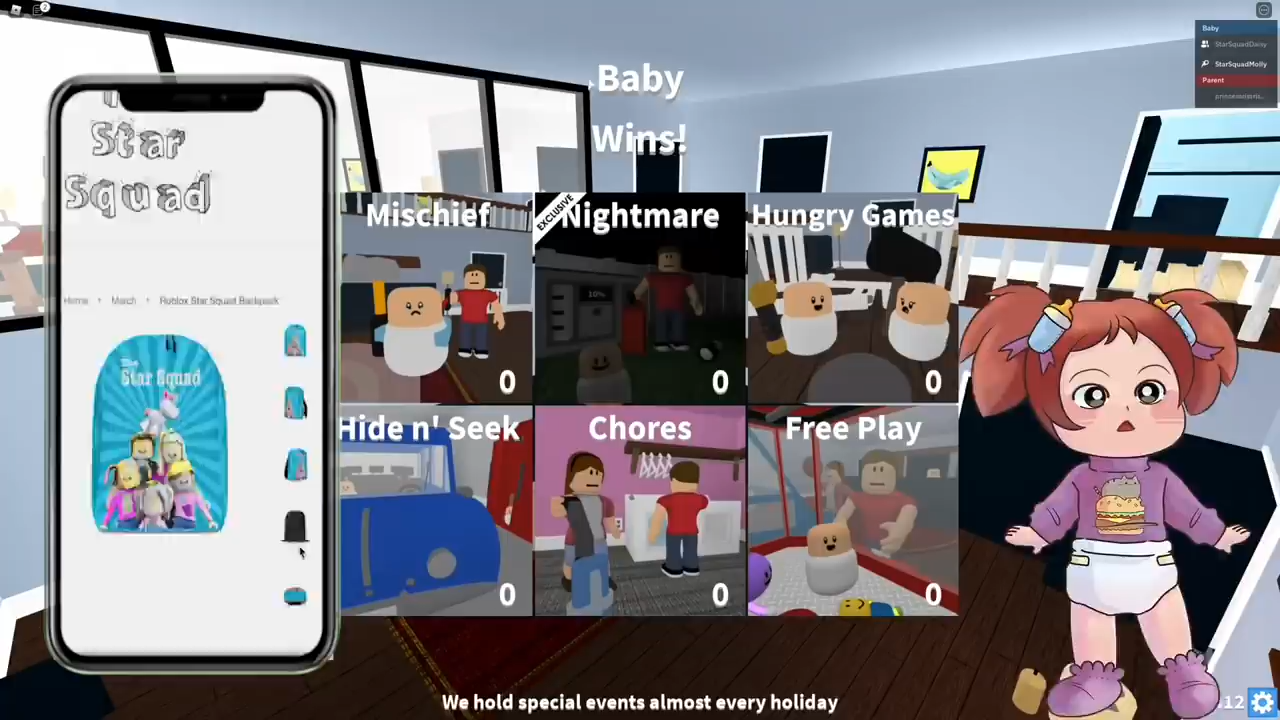 2
Baby
StarSquadDaisy
StarSquadMolly
Parent
Baby
Wins!
Star
Squad
Home › Merch › Roblox Star Squad Backpack
The
Star Squad
Mischief
0
EXCLUSIVE
Nightmare
10%
0
Hungry Games
0
Hide n' Seek
0
Chores
0
Free Play
0
We hold special events almost every holiday
12